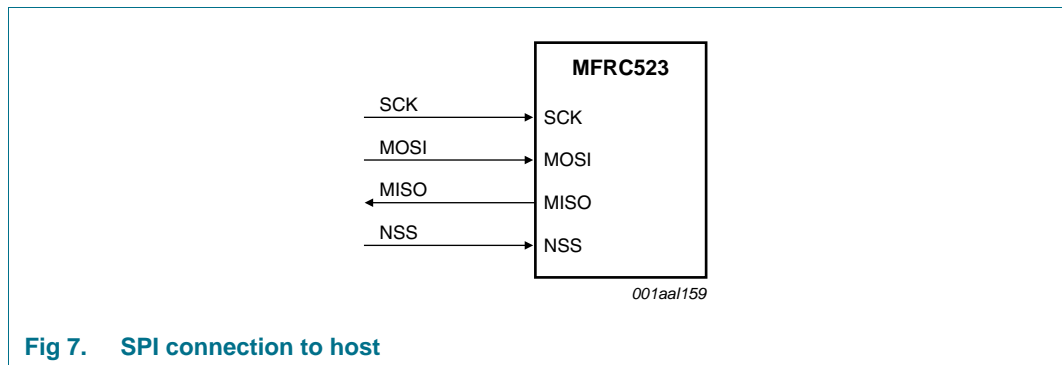 MFRC523
SCK
SCK
MOSI
MOSI
MISO
MISO
NSS
NSS
001aal159
Fig 7. SPI connection to host